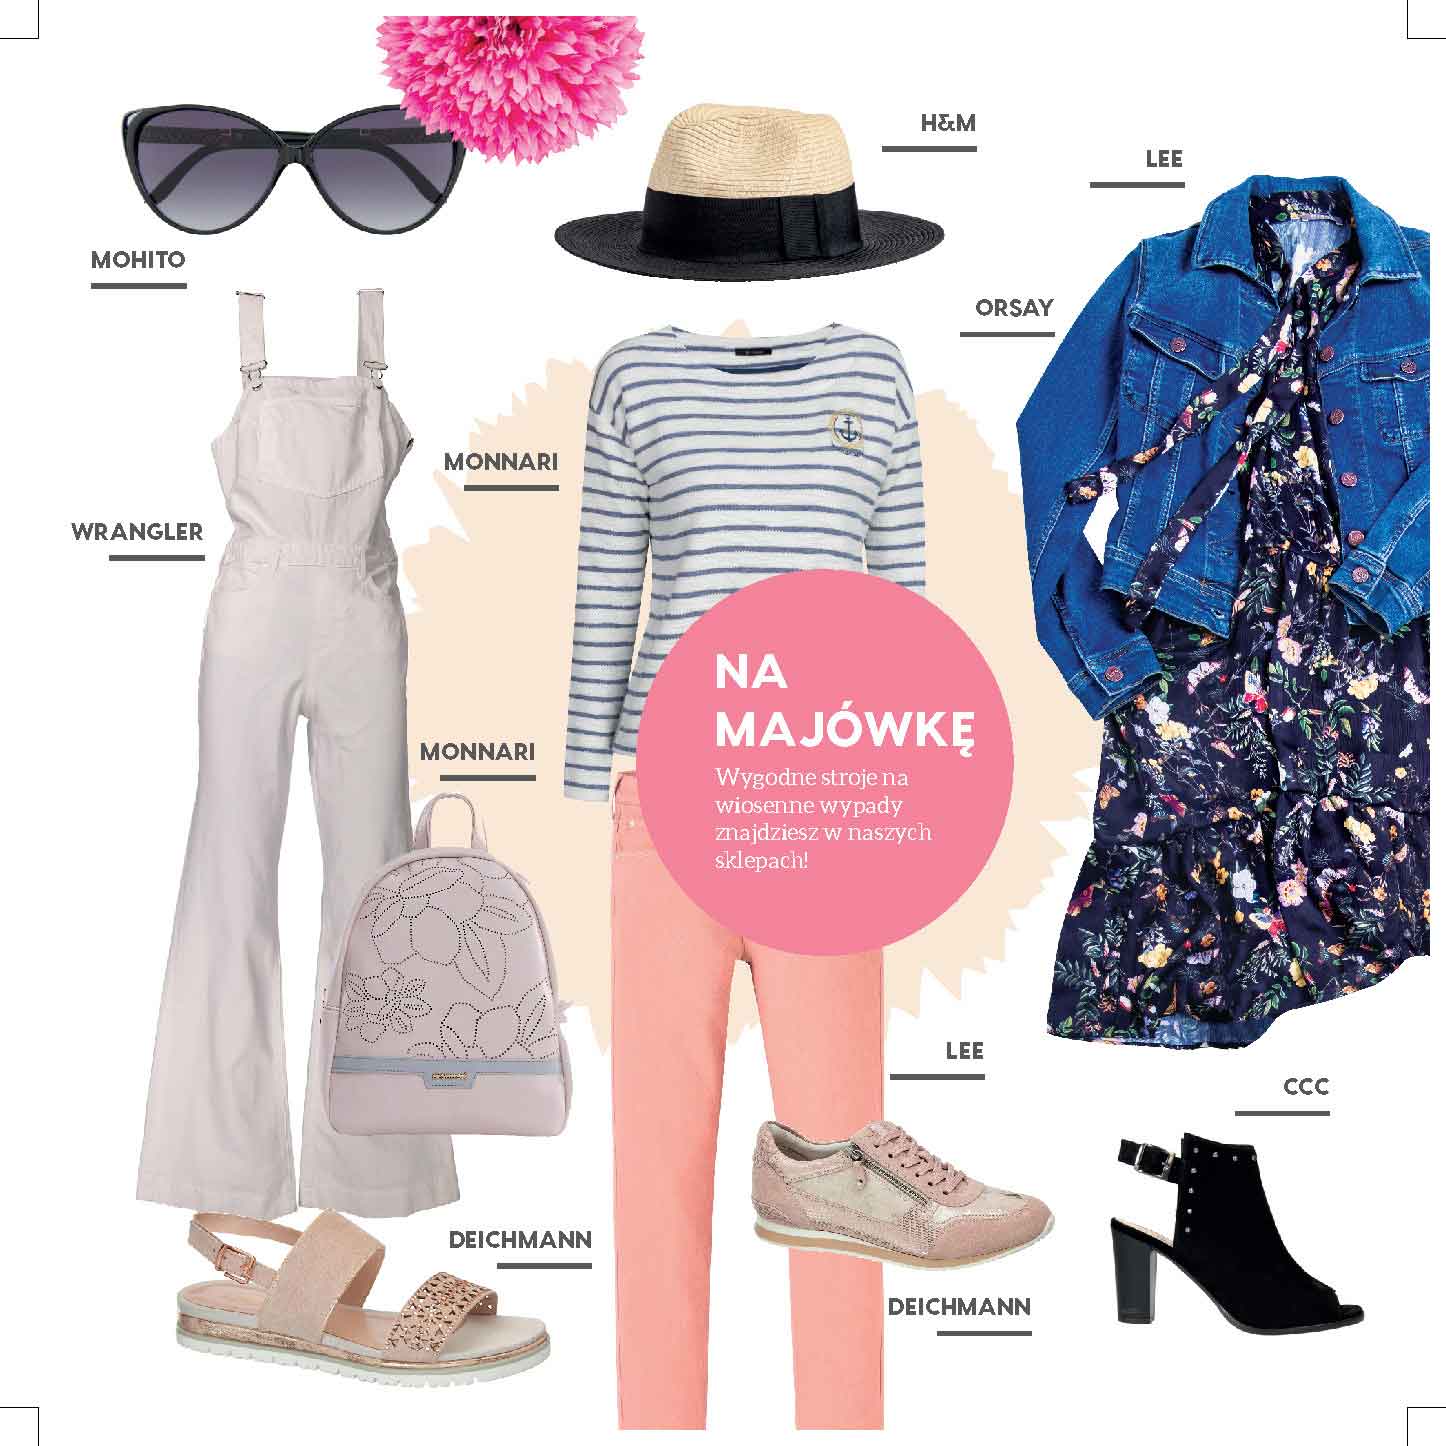 H&M
LEE
MOHITO
ORSAY
MONNARI
WRANGLER
NA
MAJÓWKĘ
Wygodne stroje na
wiosenne wypady
znajdziesz w naszych
sklepach!
MONNARI
LEE
CCC
DEICHMANN
DEICHMANN